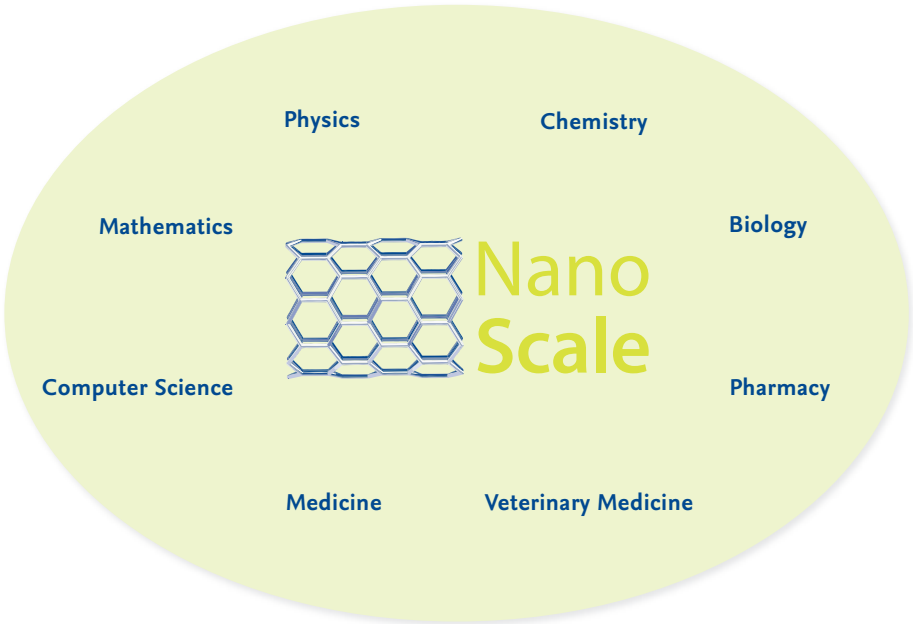 Physics
Chemistry
Mathematics
Biology
Nano
Scale
Computer Science
Pharmacy
Medicine
Veterinary Medicine